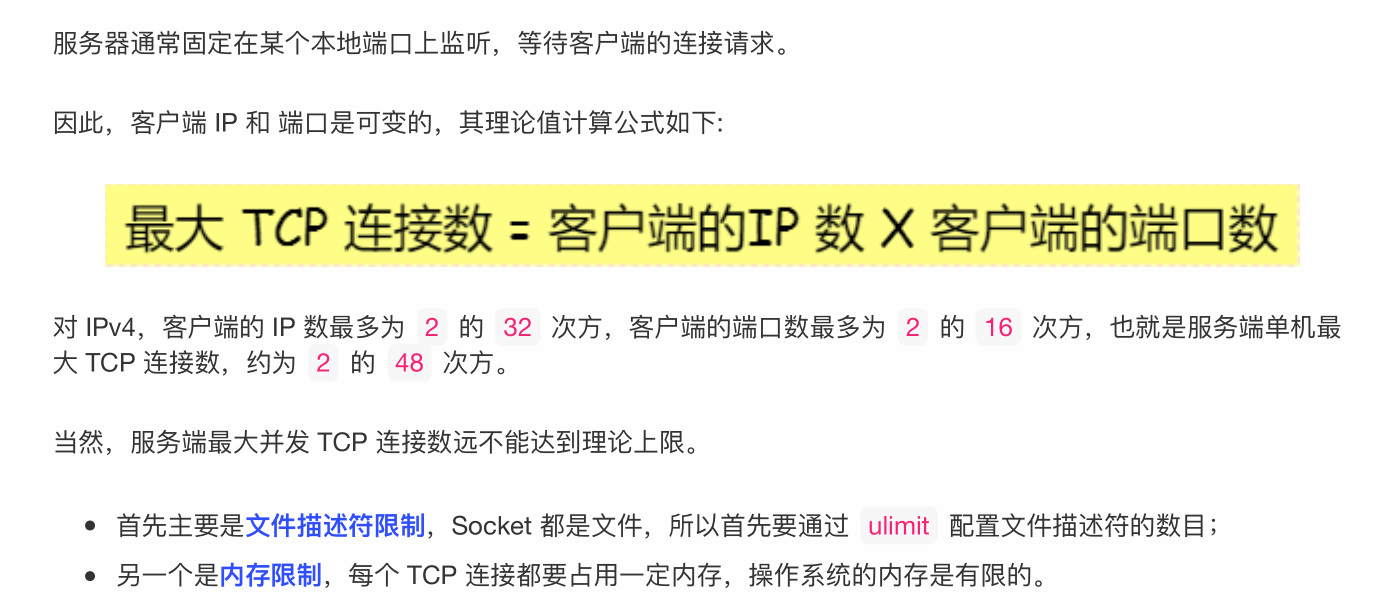 服务器通常固定在某个本地端口上监听，等待客户端的连接请求。
因此，客户端 IP 和 端口是可变的，其理论值计算公式如下:
最大 TCP 连接数 = 客户端的IP 数 X 客户端的端口数
对 IPv4，客户端的 IP 数最多为 2 的 32 次方，客户端的端口数最多为 2 的 16 次方，也就是服务端单机最
大 TCP 连接数，约为 2 的 48 次方。
当然，服务端最大并发 TCP 连接数远不能达到理论上限。
• 首先主要是文件描述符限制，Socket 都是文件，所以首先要通过 ulimit 配置文件描述符的数目；
• 另一个是内存限制，每个 TCP 连接都要占用一定内存，操作系统的内存是有限的。